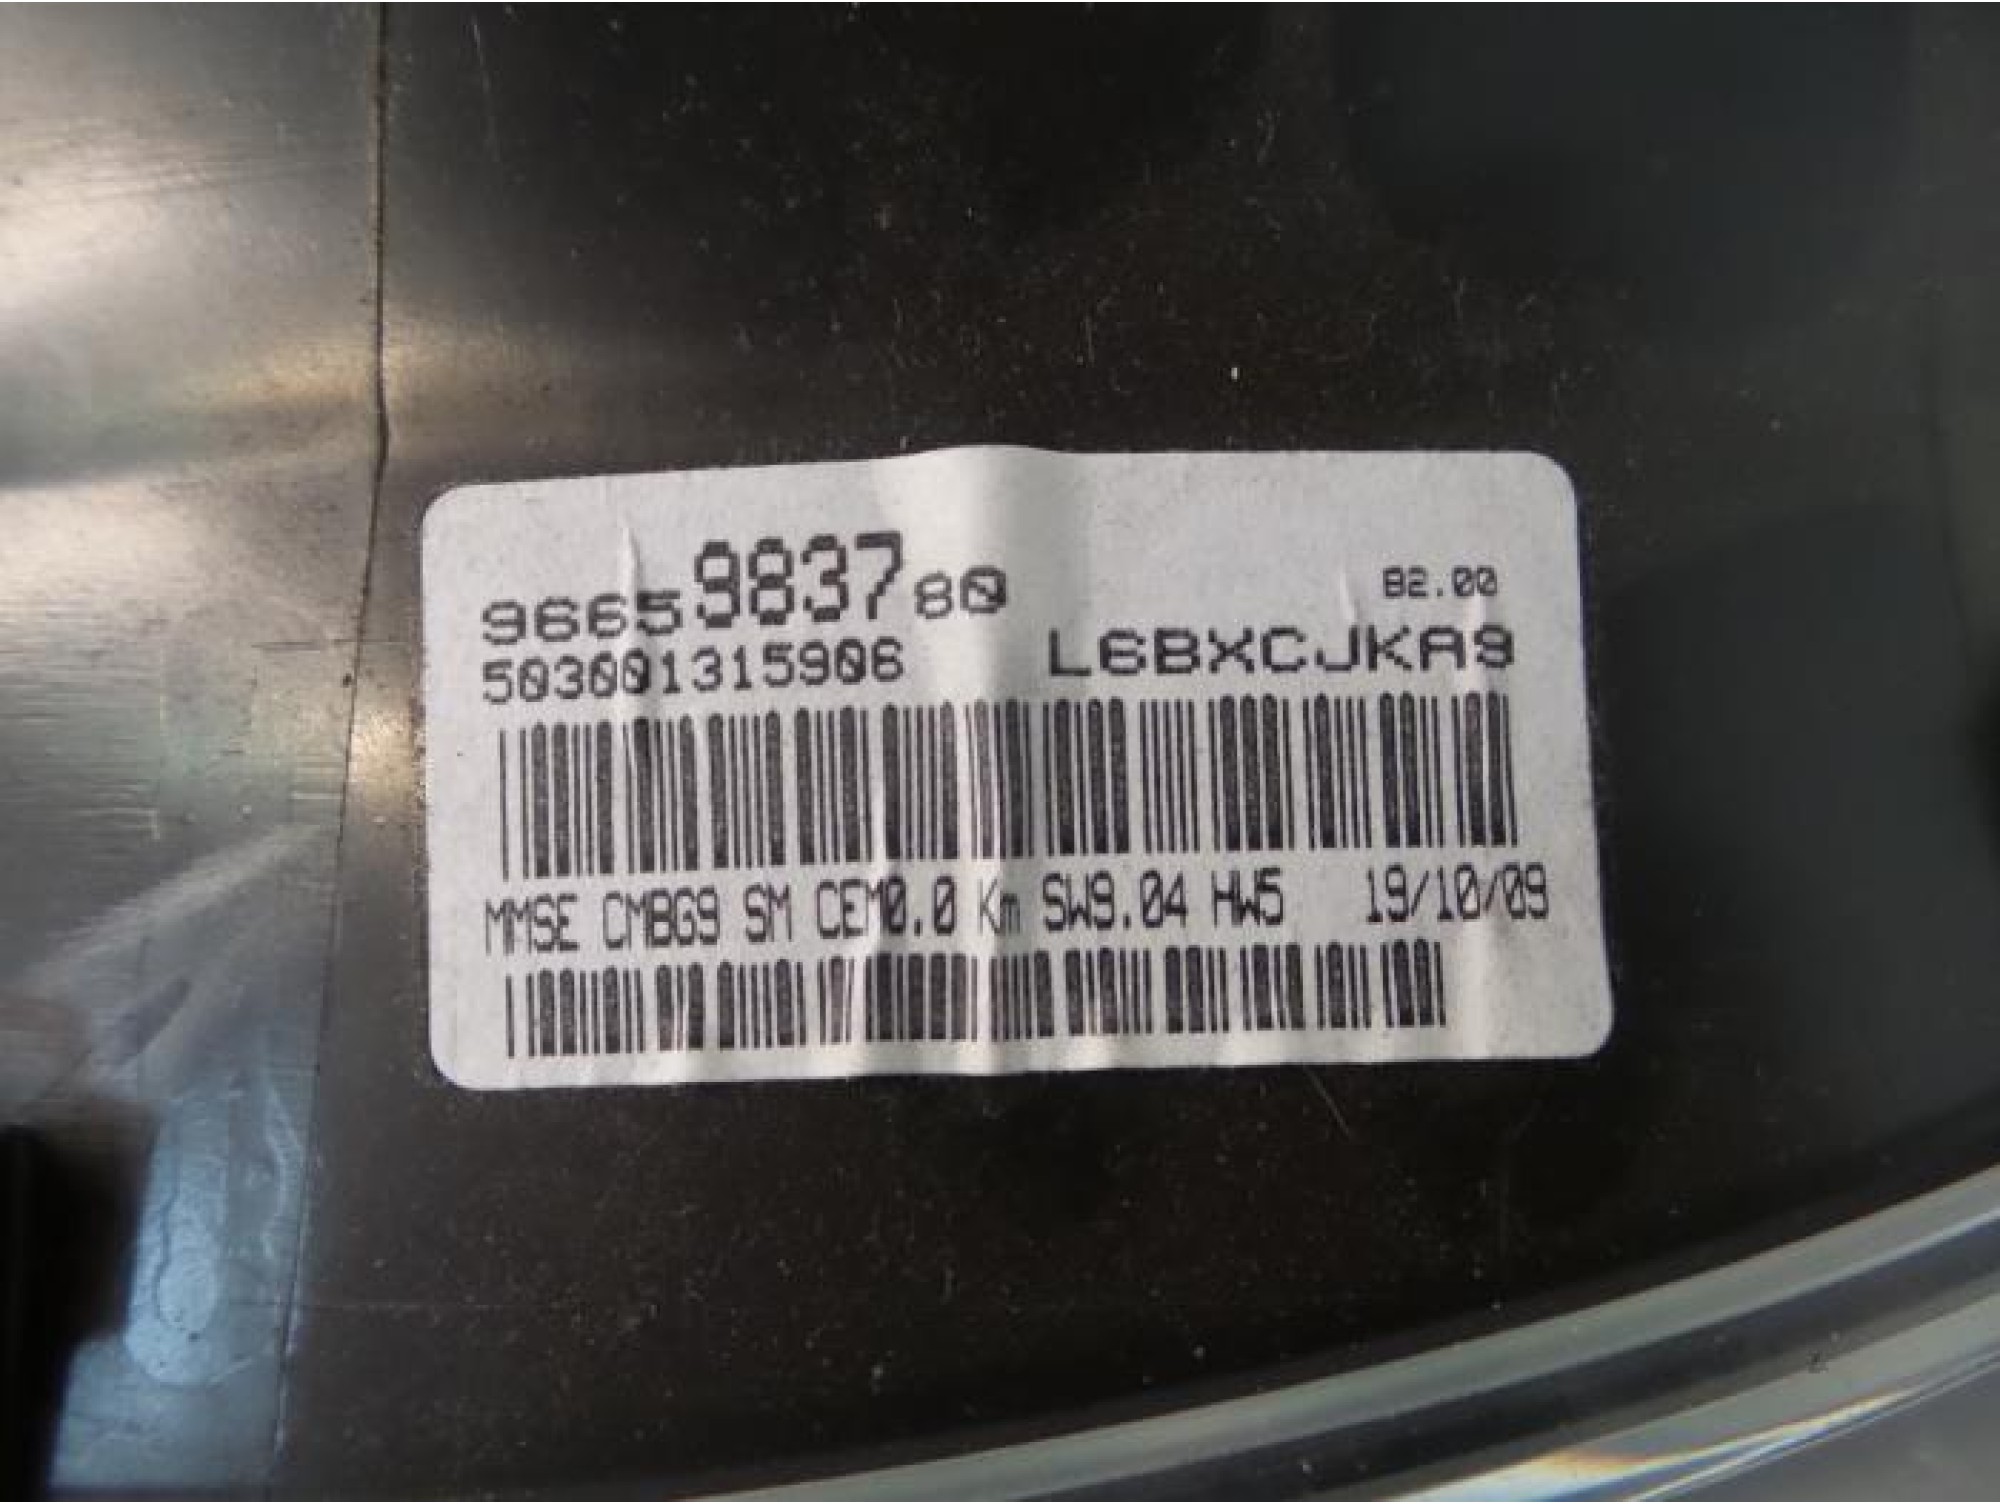 9665983780
B2.00
503001315906
L6BXCJKA9
MMSE CMBG9 SM CEM0.0 Km SW9.04 HW5 19/10/09